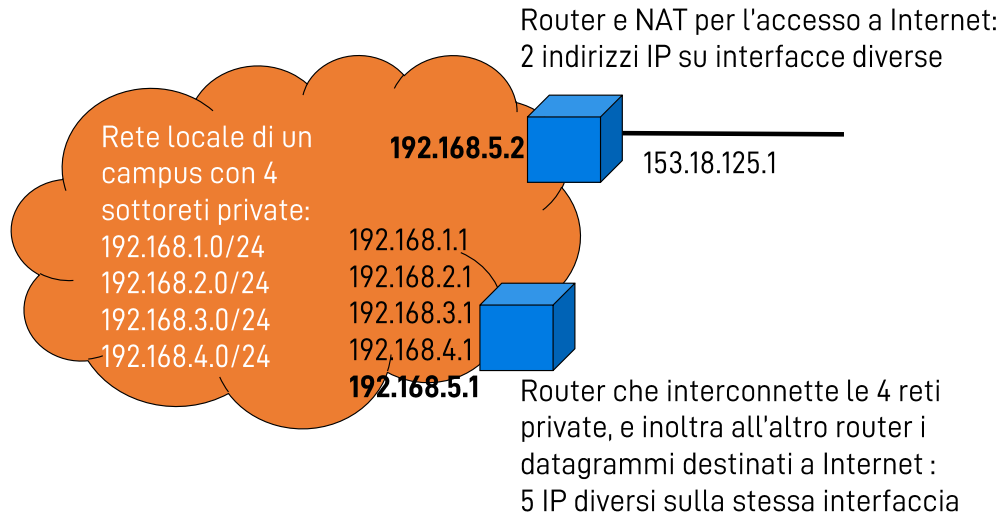 Router e NAT per l'accesso a Internet:
2 indirizzi IP su interfacce diverse
Rete locale di un
campus con 4
sottoreti private:
192.168.1.0/24
192.168.2.0/24
192.168.3.0/24
192.168.4.0/24
192.168.5.2
153.18.125.1
192.168.1.1
192.168.2.1
192.168.3.1
192.168.4.1
192.168.5.1
Router che interconnette le 4 reti
private, e inoltra all'altro router i
datagrammi destinati a Internet :
5 IP diversi sulla stessa interfaccia